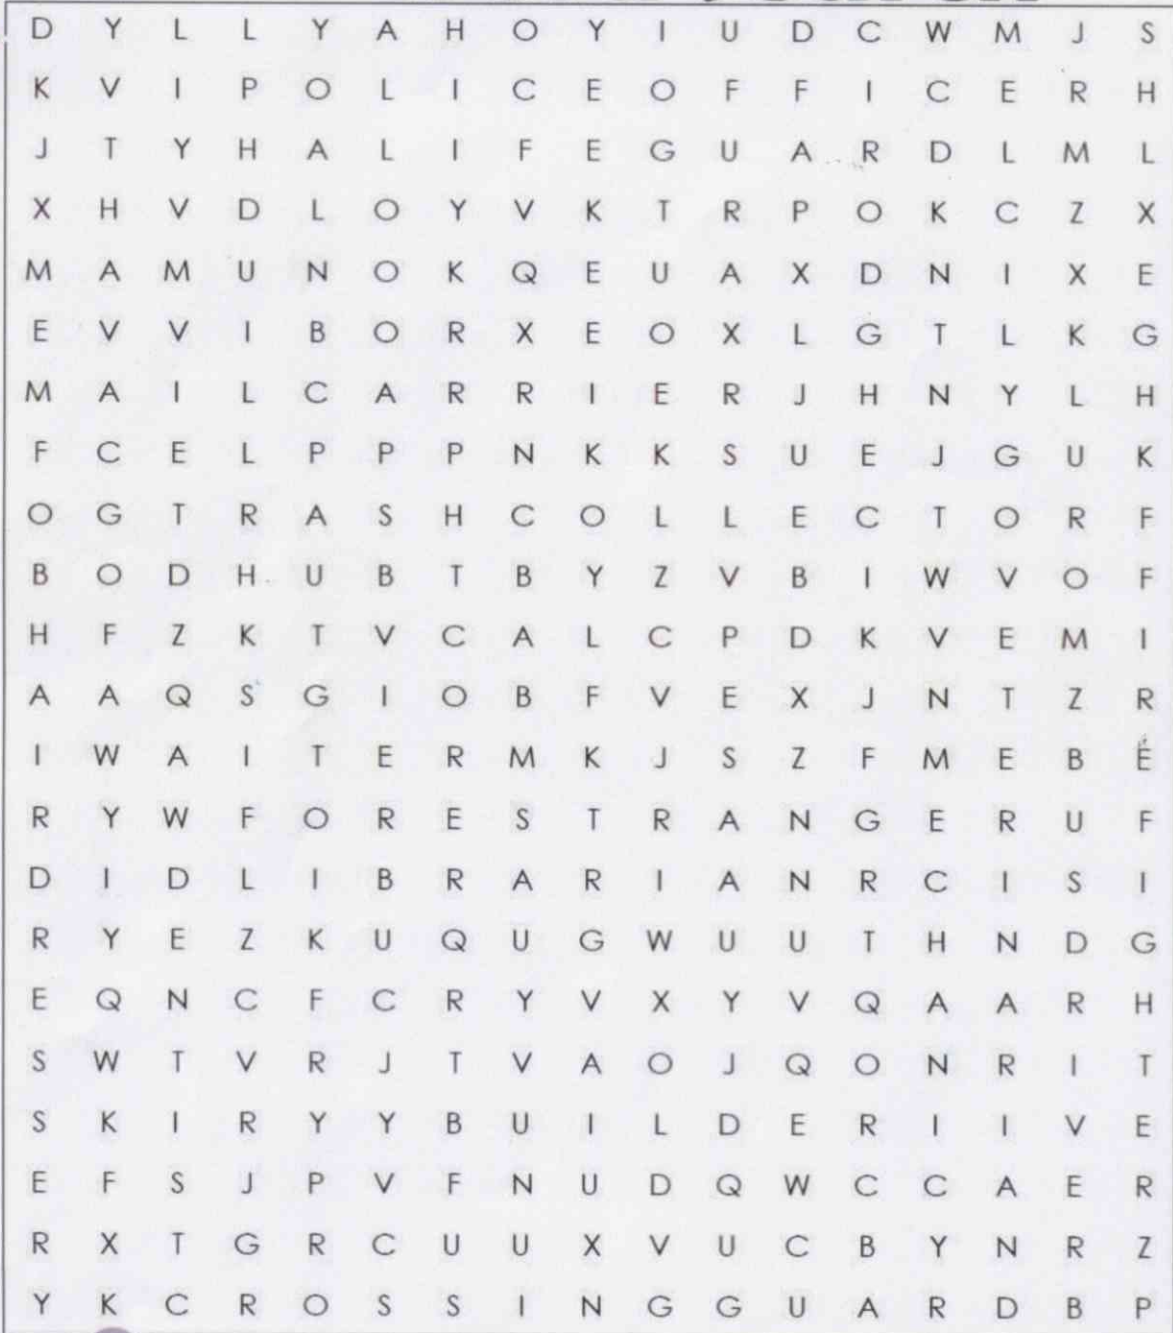 D Y L L Y A H O Y I U D C W M J S
K V I P O L I C E O F F I C E R H
J T Y H A L I F E G U A R D L M L
X H V D L O Y V K T R P O K C Z X
M A M U N O K Q E U A X D N I X E
E V V I B O R X E O X L G T L K G
M A I L C A R R I E R J H N Y L H
F C E L P P P N K K S U E J G U K
O G T R A S H C O L L E C T O R F
B O D H U B T B Y Z V B I W V O F
H F Z K T V C A L C P D K V E M I
A A Q S G I O B F V E X J N T Z R
I W A I T E R M K J S Z F M E B E
R Y W F O R E S T R A N G E R U F
D I D L I B R A R I A N R C I S I
R Y E Z K U Q U G W U U T H N D G
E Q N C F C R Y V X Y V Q A A R H
S W T V R J T V A O J Q O N R I T
S K I R Y Y B U I L D E R I I V E
E F S J P V F N U D Q W C C A E R
R X T G R C U U X V U C B Y N R Z
Y K C R O S S I N G G U A R D B P